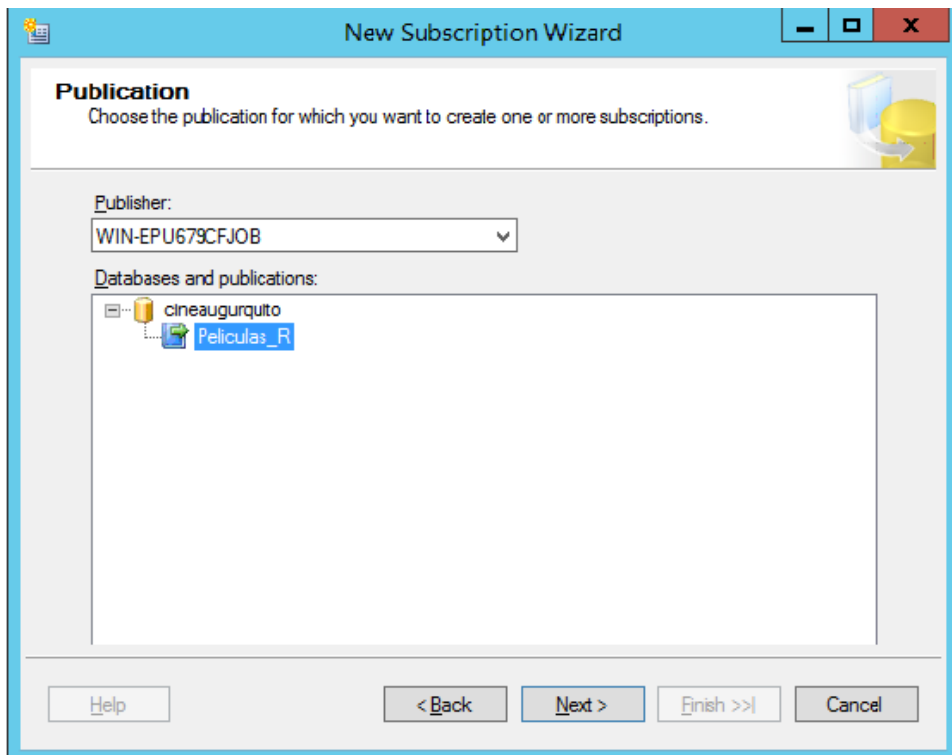 New Subscription Wizard
Publication
Choose the publication for which you want to create one or more subscriptions.
Publisher:
WIN-EPU679CFJOB
Databases and publications:
cineaugurquito
Peliculas_R
Help
< Back
Next >
Finish >>|
Cancel